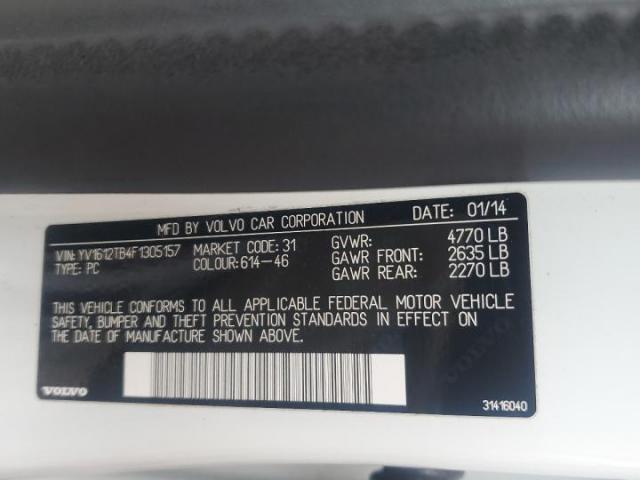 MFD BY VOLVO CAR CORPORATION DATE: 01/14
VIN: YV1612TB4F1305157 MARKET CODE: 31 GVWR: 4770 LB
TYPE: PC COLOUR: 614-46 GAWR FRONT: 2635 LB
GAWR REAR: 2270 LB
THIS VEHICLE CONFORMS TO ALL APPLICABLE FEDERAL MOTOR VEHICLE
SAFETY, BUMPER AND THEFT PREVENTION STANDARDS IN EFFECT ON
THE DATE OF MANUFACTURE SHOWN ABOVE.
VOLVO 31416040